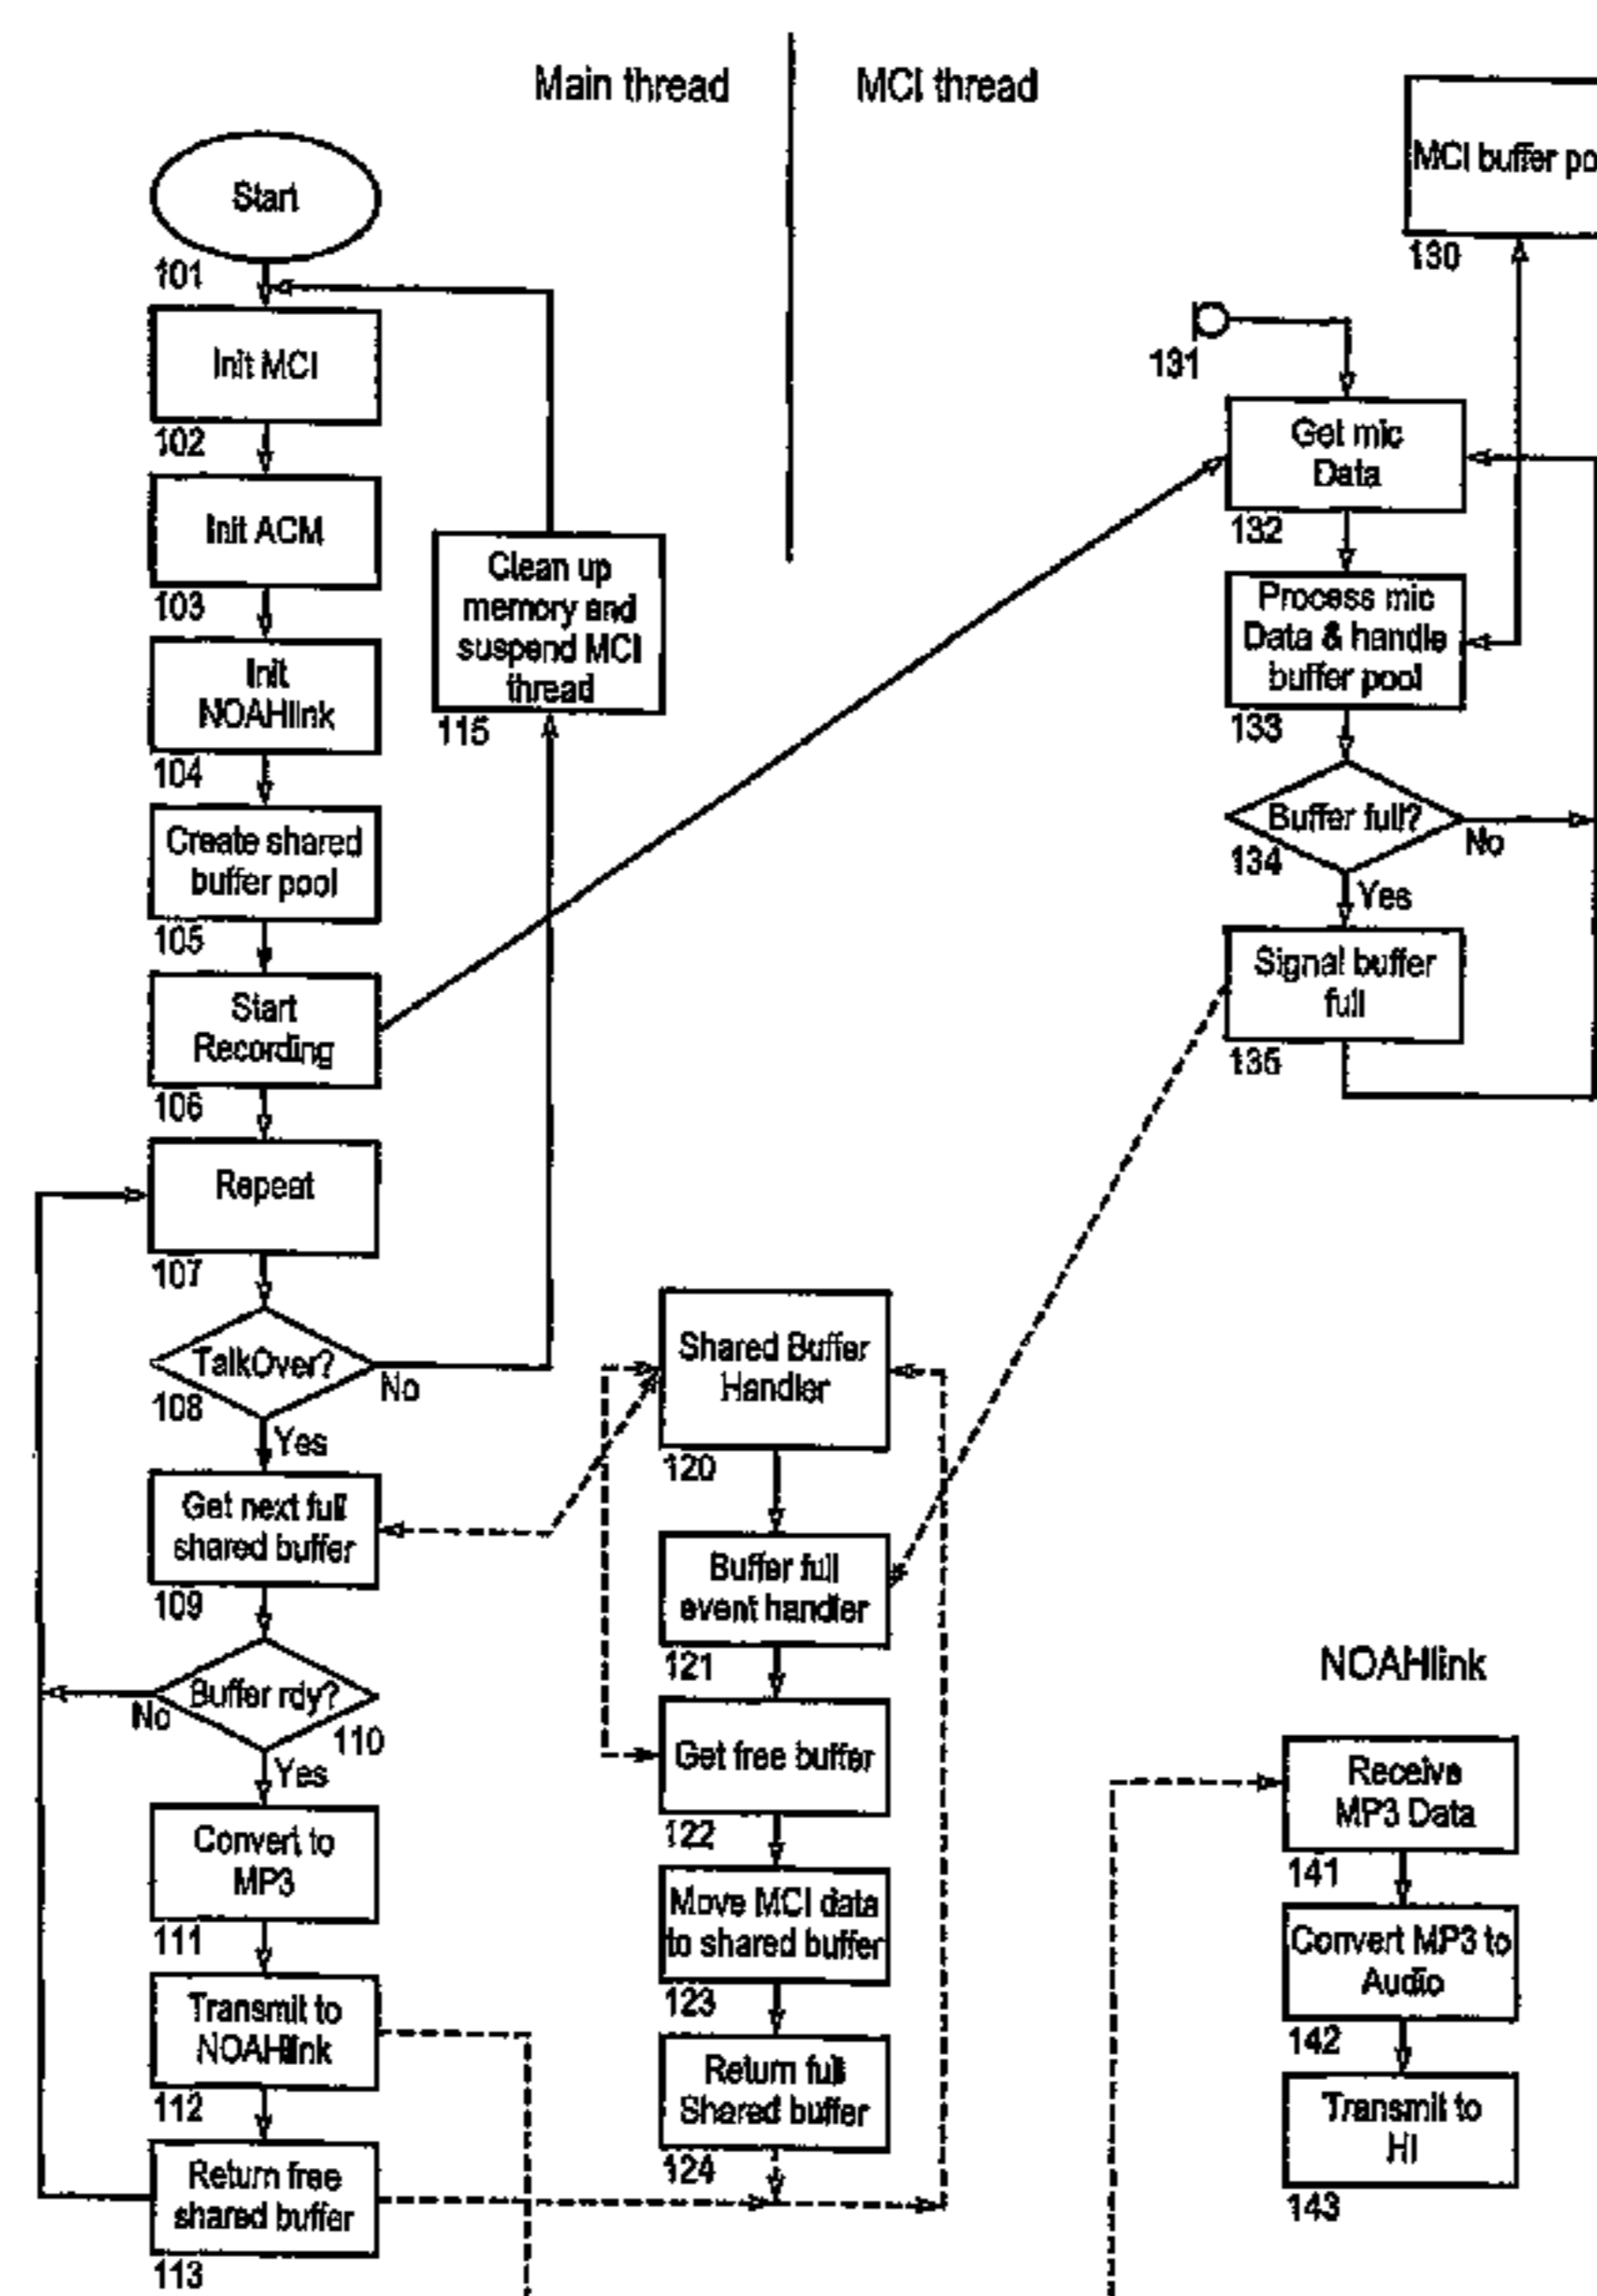 Main thread
MCI thread
Start
101
Init MCI
102
Init ACM
103
Init
NOAHlink
104
Create shared
buffer pool
105
Start
Recording
106
Repeat
107
TalkOver?
108
No
Yes
Get next full
shared buffer
109
Buffer rdy?
110
No
Yes
Convert to
MP3
111
Transmit to
NOAHlink
112
Return free
shared buffer
113
Clean up
memory and
suspend MCI
thread
115
Shared Buffer
Handler
120
Buffer full
event handler
121
Get free buffer
122
Move MCI data
to shared buffer
123
Return full
Shared buffer
124
MCI buffer po
130
131
Get mic
Data
132
Process mic
Data & handle
buffer pool
133
Buffer full?
134
No
Yes
Signal buffer
full
135
NOAHlink
Receive
MP3 Data
141
Convert MP3 to
Audio
142
Transmit to
HI
143